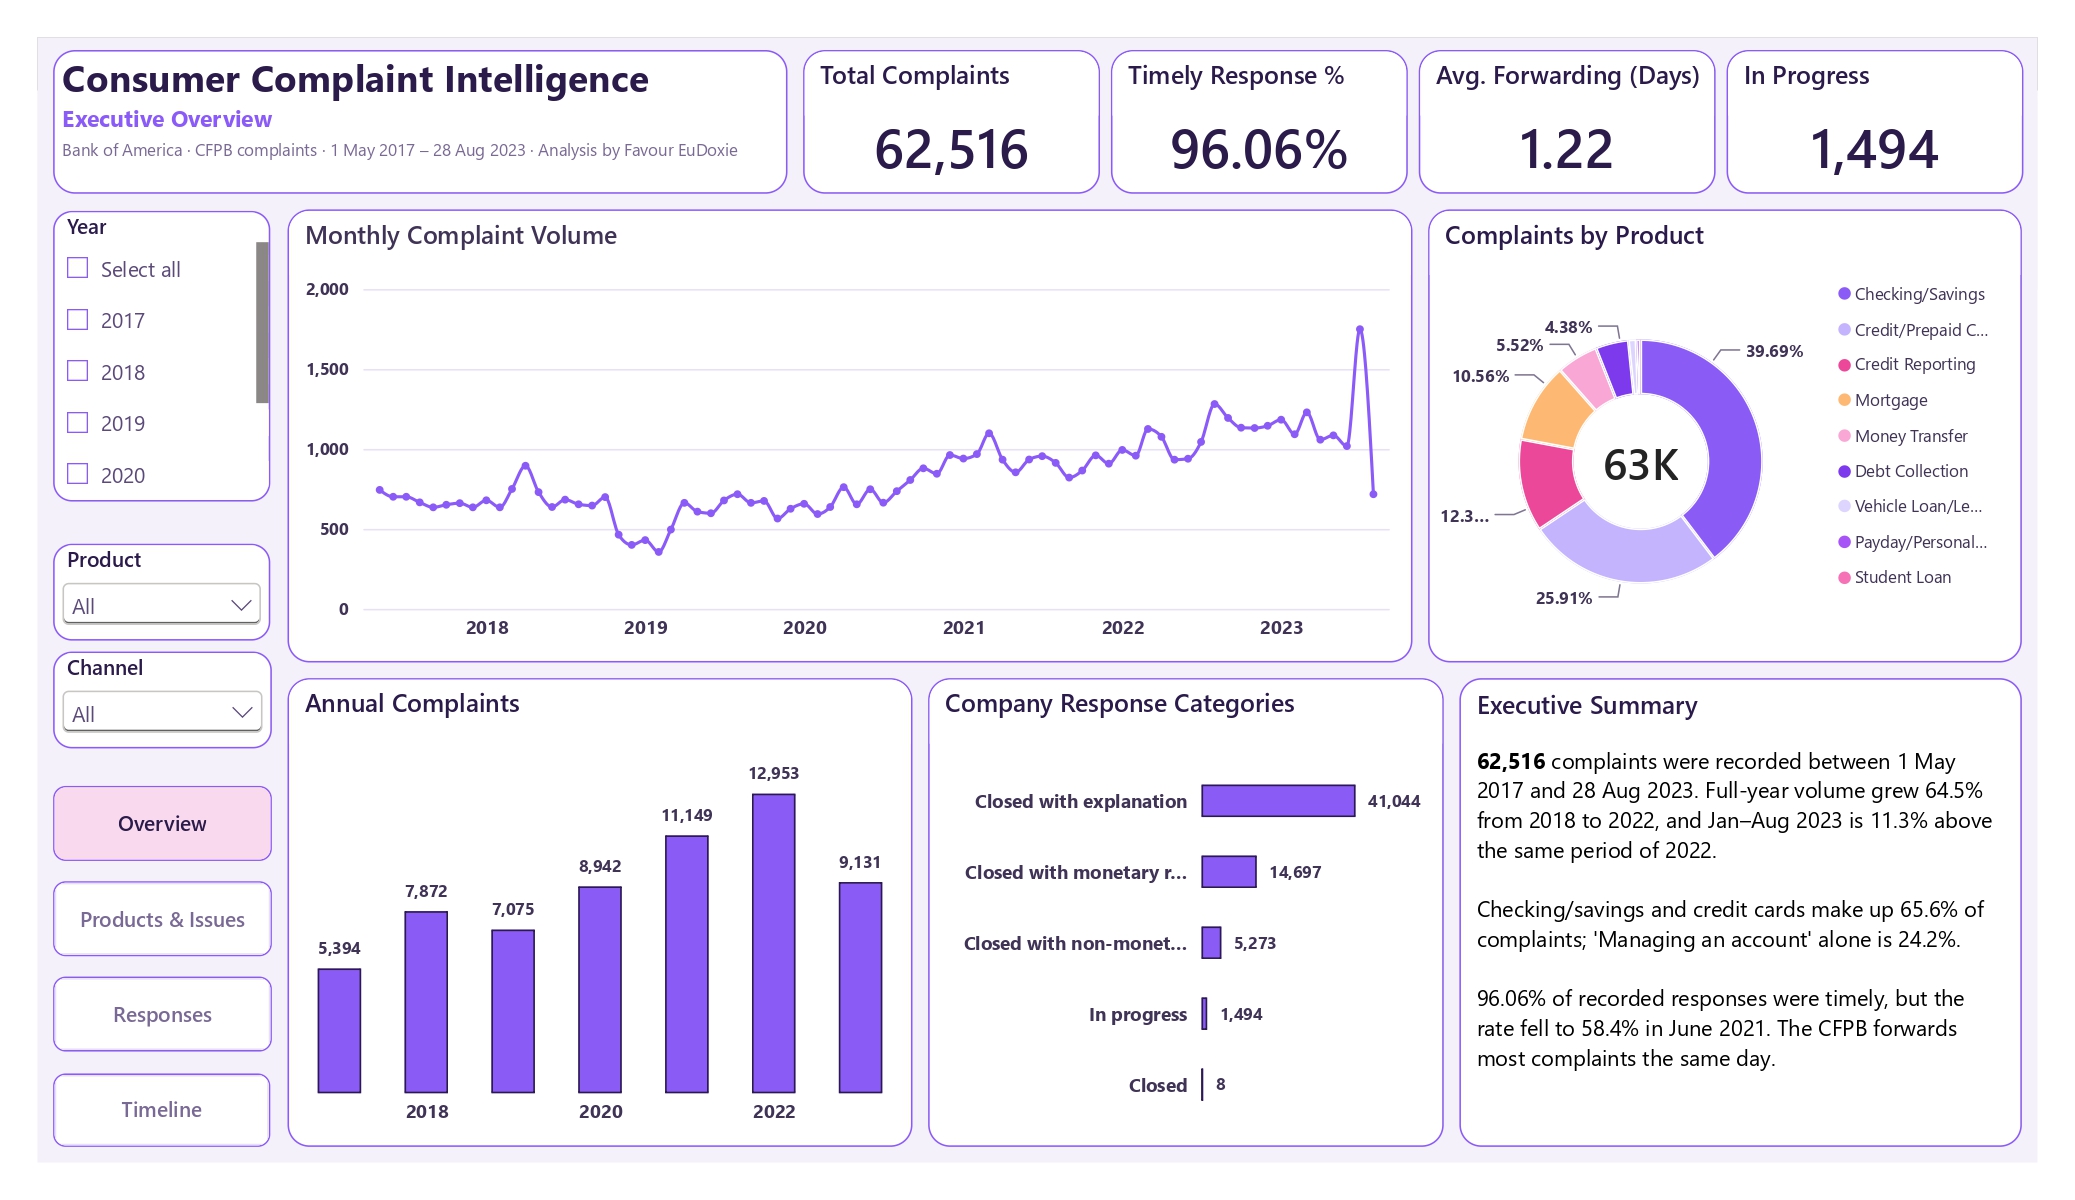 Consumer Complaint Intelligence
Executive Overview
Bank of America · CFPB complaints · 1 May 2017 – 28 Aug 2023 · Analysis by Favour EuDoxie
Total Complaints
62,516
Timely Response %
96.06%
Avg. Forwarding (Days)
1.22
In Progress
1,494
Year
Select all
2017
2018
2019
2020
Product
All
Channel
All
Overview
Products & Issues
Responses
Timeline
Monthly Complaint Volume
2,000
1,500
1,000
500
0
2018 2019 2020 2021 2022 2023
Complaints by Product
4.38%
5.52%
10.56%
12.3...
25.91%
39.69%
63K
Checking/Savings
Credit/Prepaid C...
Credit Reporting
Mortgage
Money Transfer
Debt Collection
Vehicle Loan/Le...
Payday/Personal...
Student Loan
Annual Complaints
5,394
7,872
7,075
8,942
11,149
12,953
9,131
2018 2020 2022
Company Response Categories
Closed with explanation 41,044
Closed with monetary r... 14,697
Closed with non-monet... 5,273
In progress 1,494
Closed 8
Executive Summary
62,516 complaints were recorded between 1 May
2017 and 28 Aug 2023. Full-year volume grew 64.5%
from 2018 to 2022, and Jan–Aug 2023 is 11.3% above
the same period of 2022.
Checking/savings and credit cards make up 65.6% of
complaints; 'Managing an account' alone is 24.2%.
96.06% of recorded responses were timely, but the
rate fell to 58.4% in June 2021. The CFPB forwards
most complaints the same day.